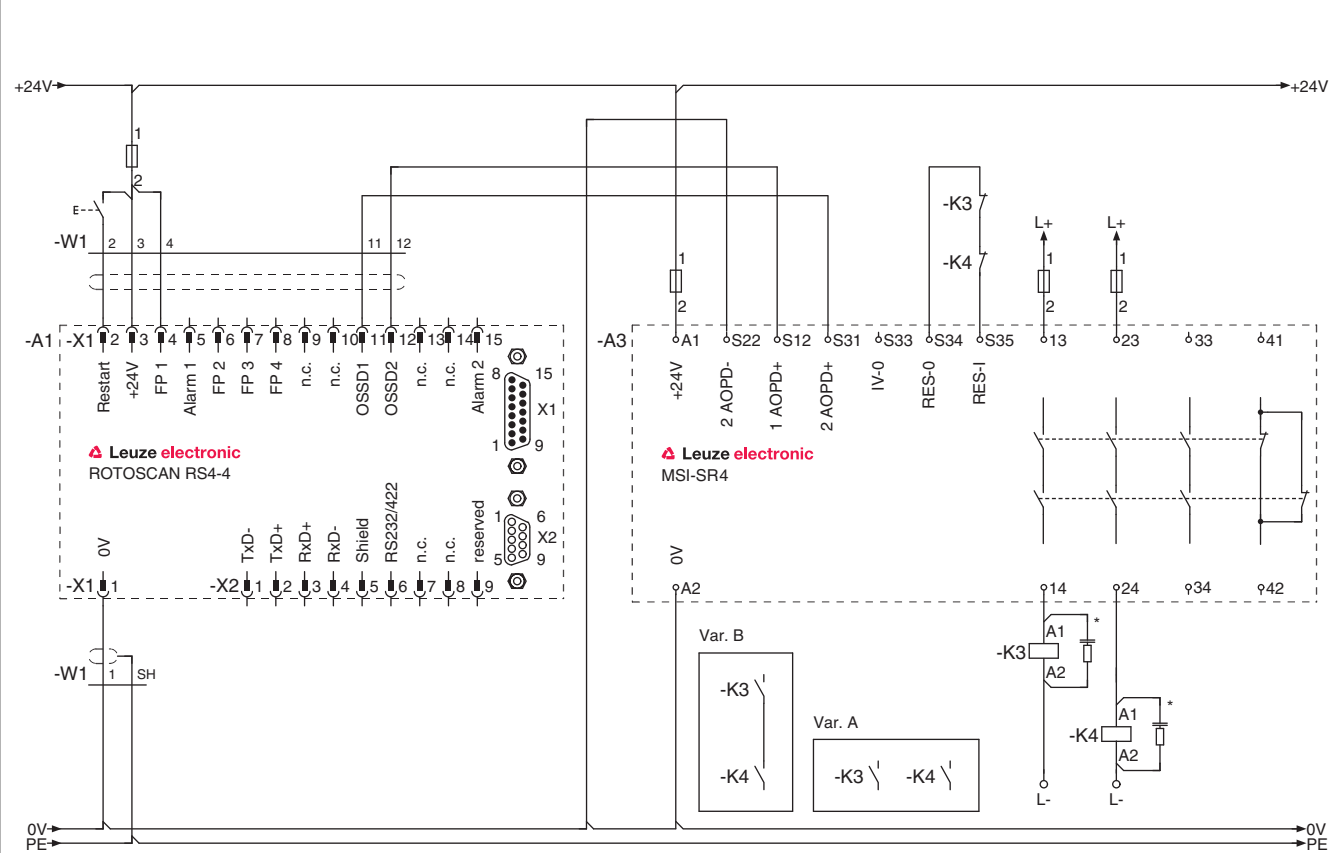 +24V +24V
1
2
E
-W1 2 3 4 11 12
-K3
-K4
L+ L+
1 1 1
2 2 2
-A1 -X1 2 3 4 5 6 7 8 9 10 11 12 13 14 15
Restart
+24V
FP 1
Alarm 1
FP 2
FP 3
FP 4
n.c.
n.c.
OSSD1
OSSD2
n.c.
n.c.
Alarm 2
8 15
X1
1 9
Leuze electronic
ROTOSCAN RS4-4
1 6
X2
5 9
0V
TxD-
TxD+
RxD+
RxD-
Shield
RS232/422
n.c.
n.c.
reserved
-X1 1 -X2 1 2 3 4 5 6 7 8 9
-W1 1 SH
-A3 A1 S22 S12 S31 S33 S34 S35 13 23 33 41
+24V
2 AOPD-
1 AOPD+
2 AOPD+
IV-0
RES-0
RES-I
Leuze electronic
MSI-SR4
0V
A2 14 24 34 42
Var. B
-K3
-K4
Var. A
-K3 -K4
A1 *
-K3
A2
A1 *
-K4
A2
L- L-
0V 0V
PE PE